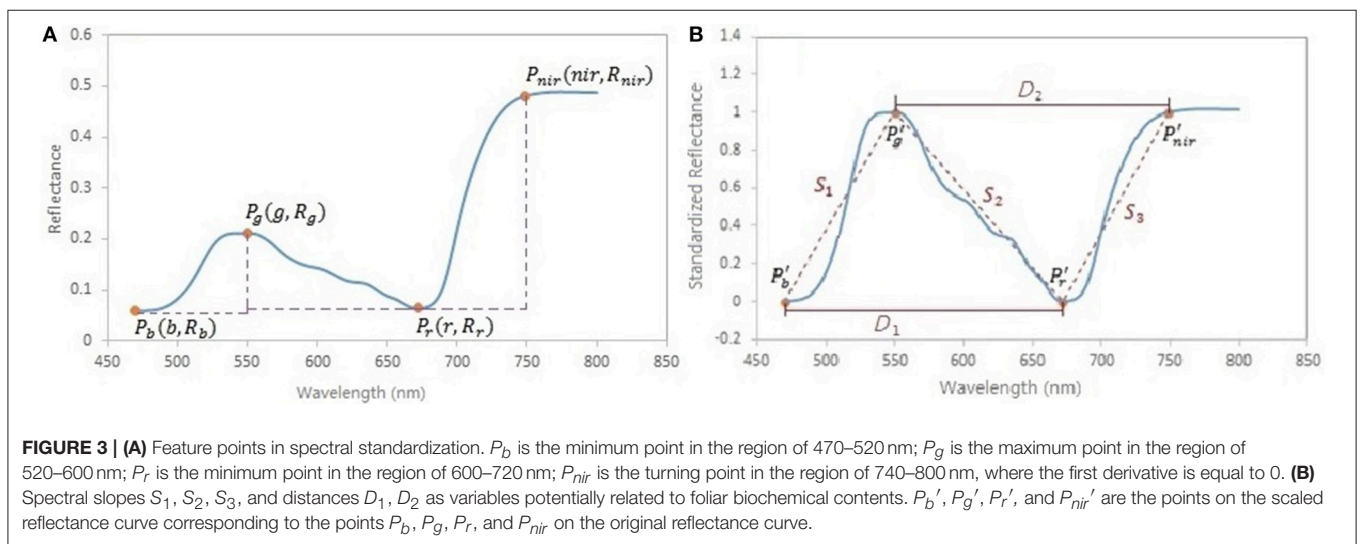 A
0.6
0.5
0.4
0.3
0.2
0.1
0
Reflectance
P_nir(nir, R_nir)
P_g(g, R_g)
P_b(b, R_b)
P_r(r, R_r)
450 500 550 600 650 700 750 800 850
Wavelength (nm)
B
1.4
1.2
1
0.8
0.6
0.4
0.2
0
-0.2
Standardized Reflectance
D_2
P_g'
P_nir'
S_1
S_2
S_3
P_b'
P_r'
D_1
450 500 550 600 650 700 750 800 850
Wavelength (nm)
FIGURE 3 | (A) Feature points in spectral standardization. P_b is the minimum point in the region of 470–520 nm; P_g is the maximum point in the region of
520–600 nm; P_r is the minimum point in the region of 600–720 nm; P_nir is the turning point in the region of 740–800 nm, where the first derivative is equal to 0. (B)
Spectral slopes S_1, S_2, S_3, and distances D_1, D_2 as variables potentially related to foliar biochemical contents. P_b′, P_g′, P_r′, and P_nir′ are the points on the scaled
reflectance curve corresponding to the points P_b, P_g, P_r, and P_nir on the original reflectance curve.